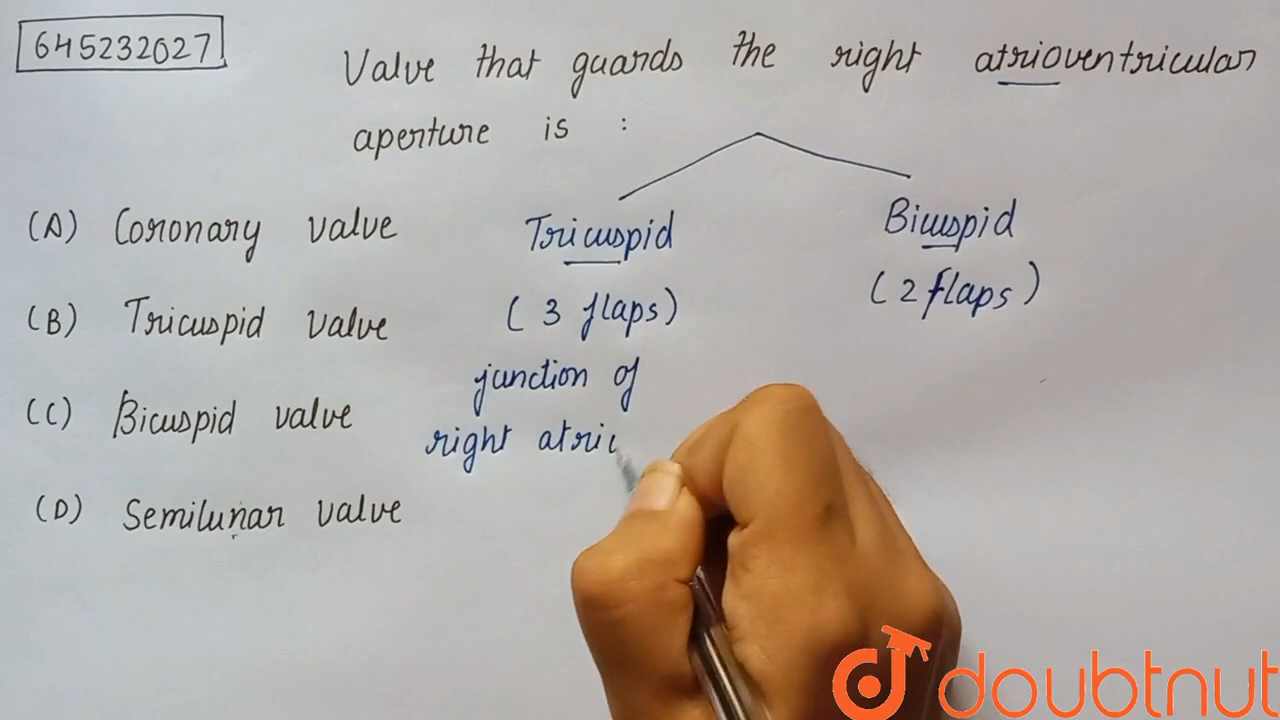 645232027
Valve that guards the right atrioventricular
aperture is :
(A) Coronary valve
(B) Tricuspid valve
(C) Bicuspid valve
(D) Semilunar valve
Tricuspid
(3 flaps)
junction of
right atriu
Bicuspid
(2 flaps)
doubtnut